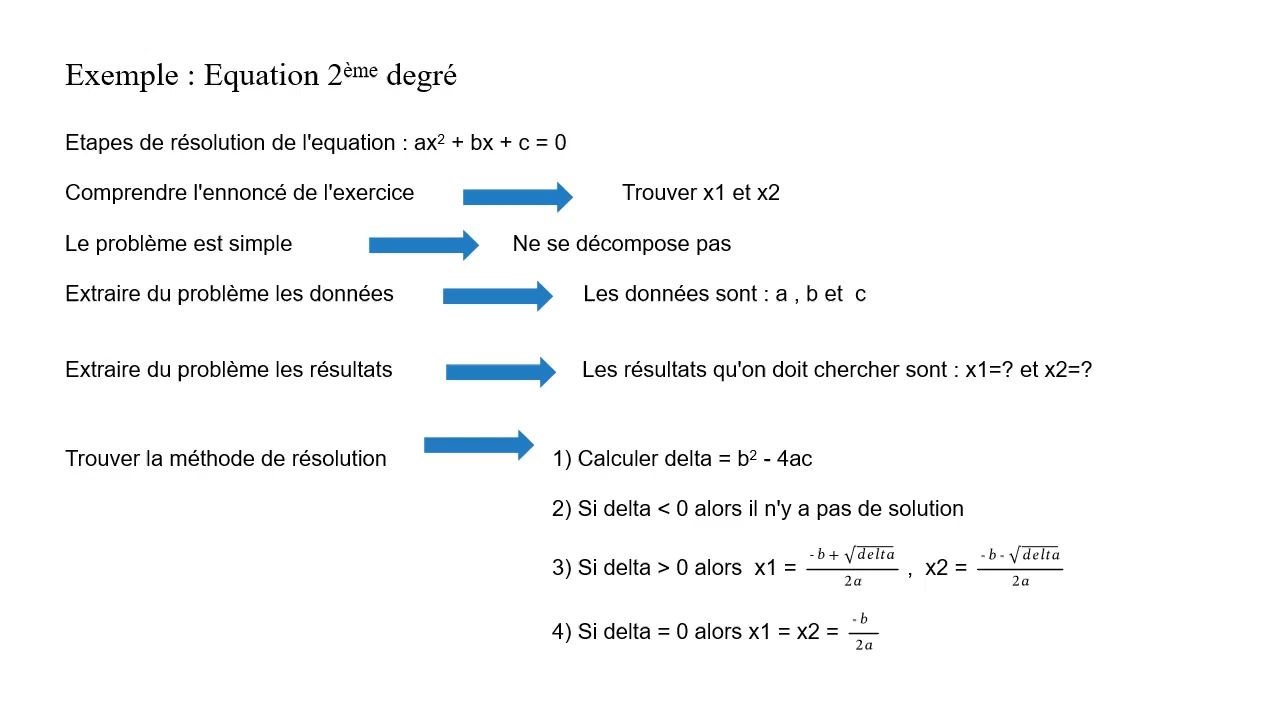 Exemple : Equation 2ème degré
Etapes de résolution de l'equation : ax² + bx + c = 0
Comprendre l'ennoncé de l'exercice Trouver x1 et x2
Le problème est simple Ne se décompose pas
Extraire du problème les données Les données sont : a , b et c
Extraire du problème les résultats Les résultats qu'on doit chercher sont : x1=? et x2=?
Trouver la méthode de résolution 1) Calculer delta = b² - 4ac
2) Si delta < 0 alors il n'y a pas de solution
3) Si delta > 0 alors x1 = (-b + √delta)/2a , x2 = (-b - √delta)/2a
4) Si delta = 0 alors x1 = x2 = -b/2a